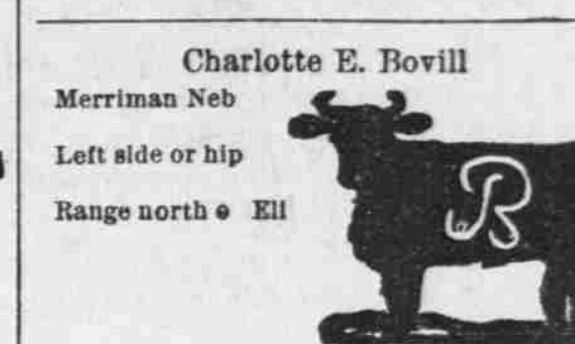 Charlotte E. Bovill
Merriman Neb
Left side or hip
Range north o Eli
R